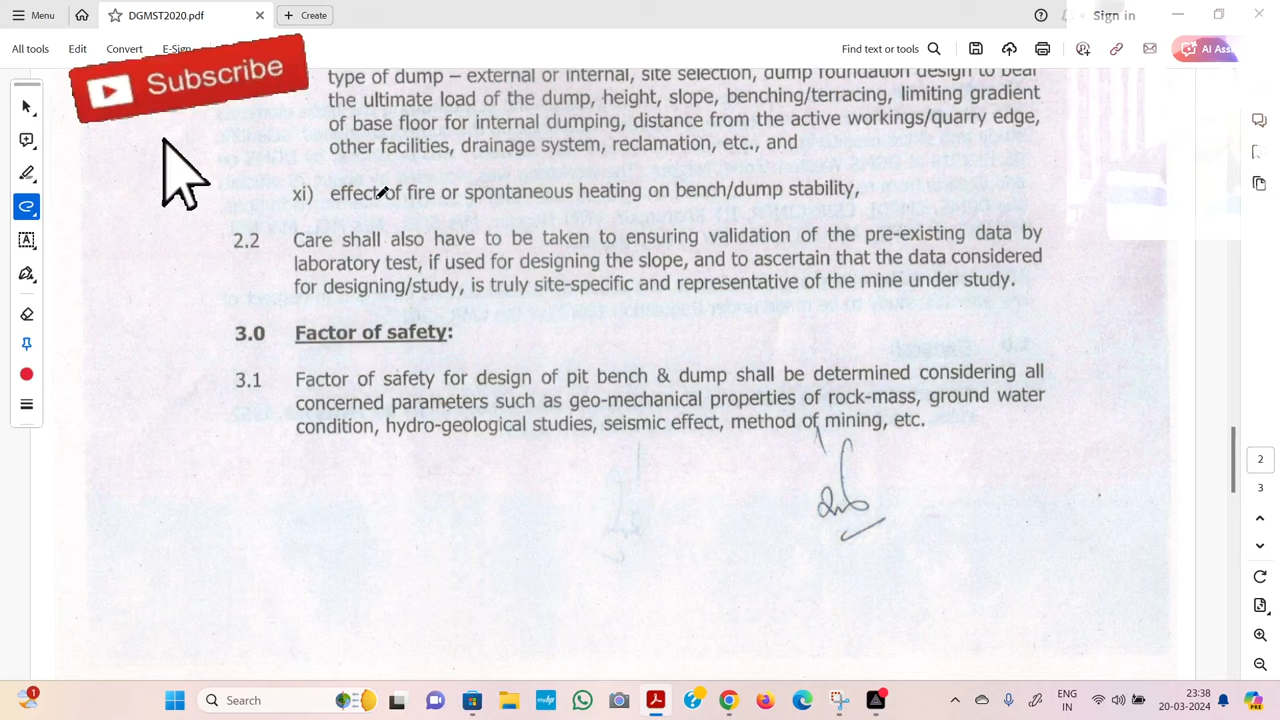 Menu
DGMST2020.pdf
Create
Sign in
All tools
Edit
Convert
E-Sign
Find text or tools
AI Assi
Subscribe
type of dump – external or internal, site selection, dump foundation design to bear
the ultimate load of the dump, height, slope, benching/terracing, limiting gradient
of base floor for internal dumping, distance from the active workings/quarry edge,
other facilities, drainage system, reclamation, etc., and
xi) effect of fire or spontaneous heating on bench/dump stability,
2.2 Care shall also have to be taken to ensuring validation of the pre-existing data by
laboratory test, if used for designing the slope, and to ascertain that the data considered
for designing/study, is truly site-specific and representative of the mine under study.
3.0 Factor of safety:
3.1 Factor of safety for design of pit bench & dump shall be determined considering all
concerned parameters such as geo-mechanical properties of rock-mass, ground water
condition, hydro-geological studies, seismic effect, method of mining, etc.
2
3
1
Search
ENG
IN
23:38
20-03-2024